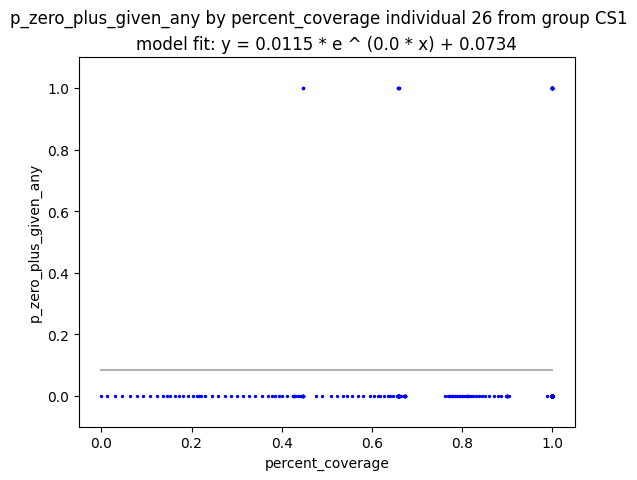 p_zero_plus_given_any by percent_coverage individual 26 from group CS1
model fit: y = 0.0115 * e ^ (0.0 * x) + 0.0734
1.0
0.8
0.6
0.4
0.2
0.0
p_zero_plus_given_any
0.0 0.2 0.4 0.6 0.8 1.0
percent_coverage